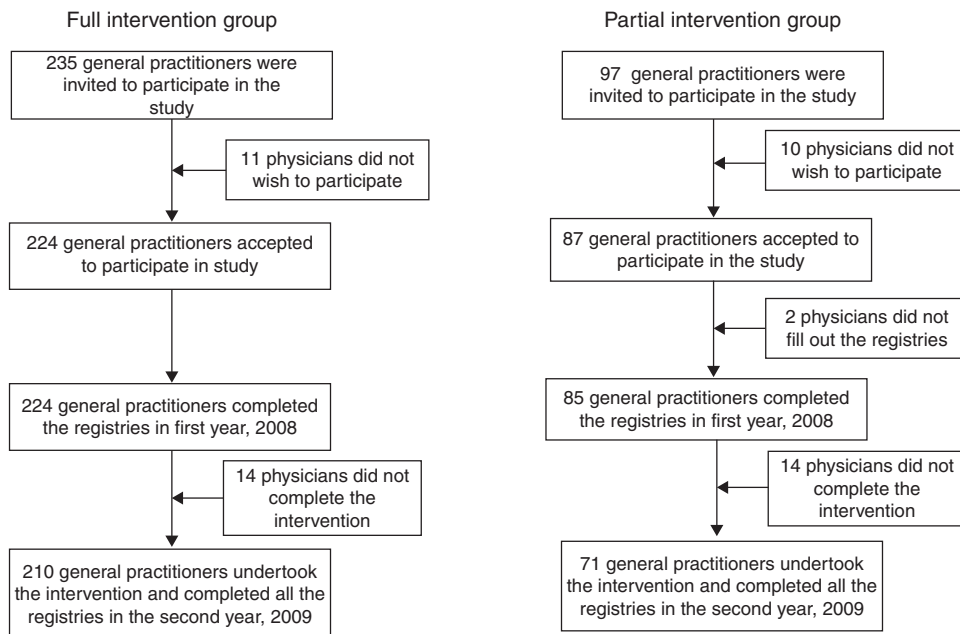 Full intervention group
235 general practitioners were
invited to participate in the
study
11 physicians did not
wish to participate
224 general practitioners accepted
to participate in study
224 general practitioners completed
the registries in first year, 2008
14 physicians did not
complete the
intervention
210 general practitioners undertook
the intervention and completed all the
registries in the second year, 2009
Partial intervention group
97 general practitioners were
invited to participate in the study
10 physicians did not
wish to participate
87 general practitioners accepted to
participate in the study
2 physicians did not
fill out the registries
85 general practitioners completed
the registries in first year, 2008
14 physicians did not
complete the
intervention
71 general practitioners undertook
the intervention and completed all the
registries in the second year, 2009